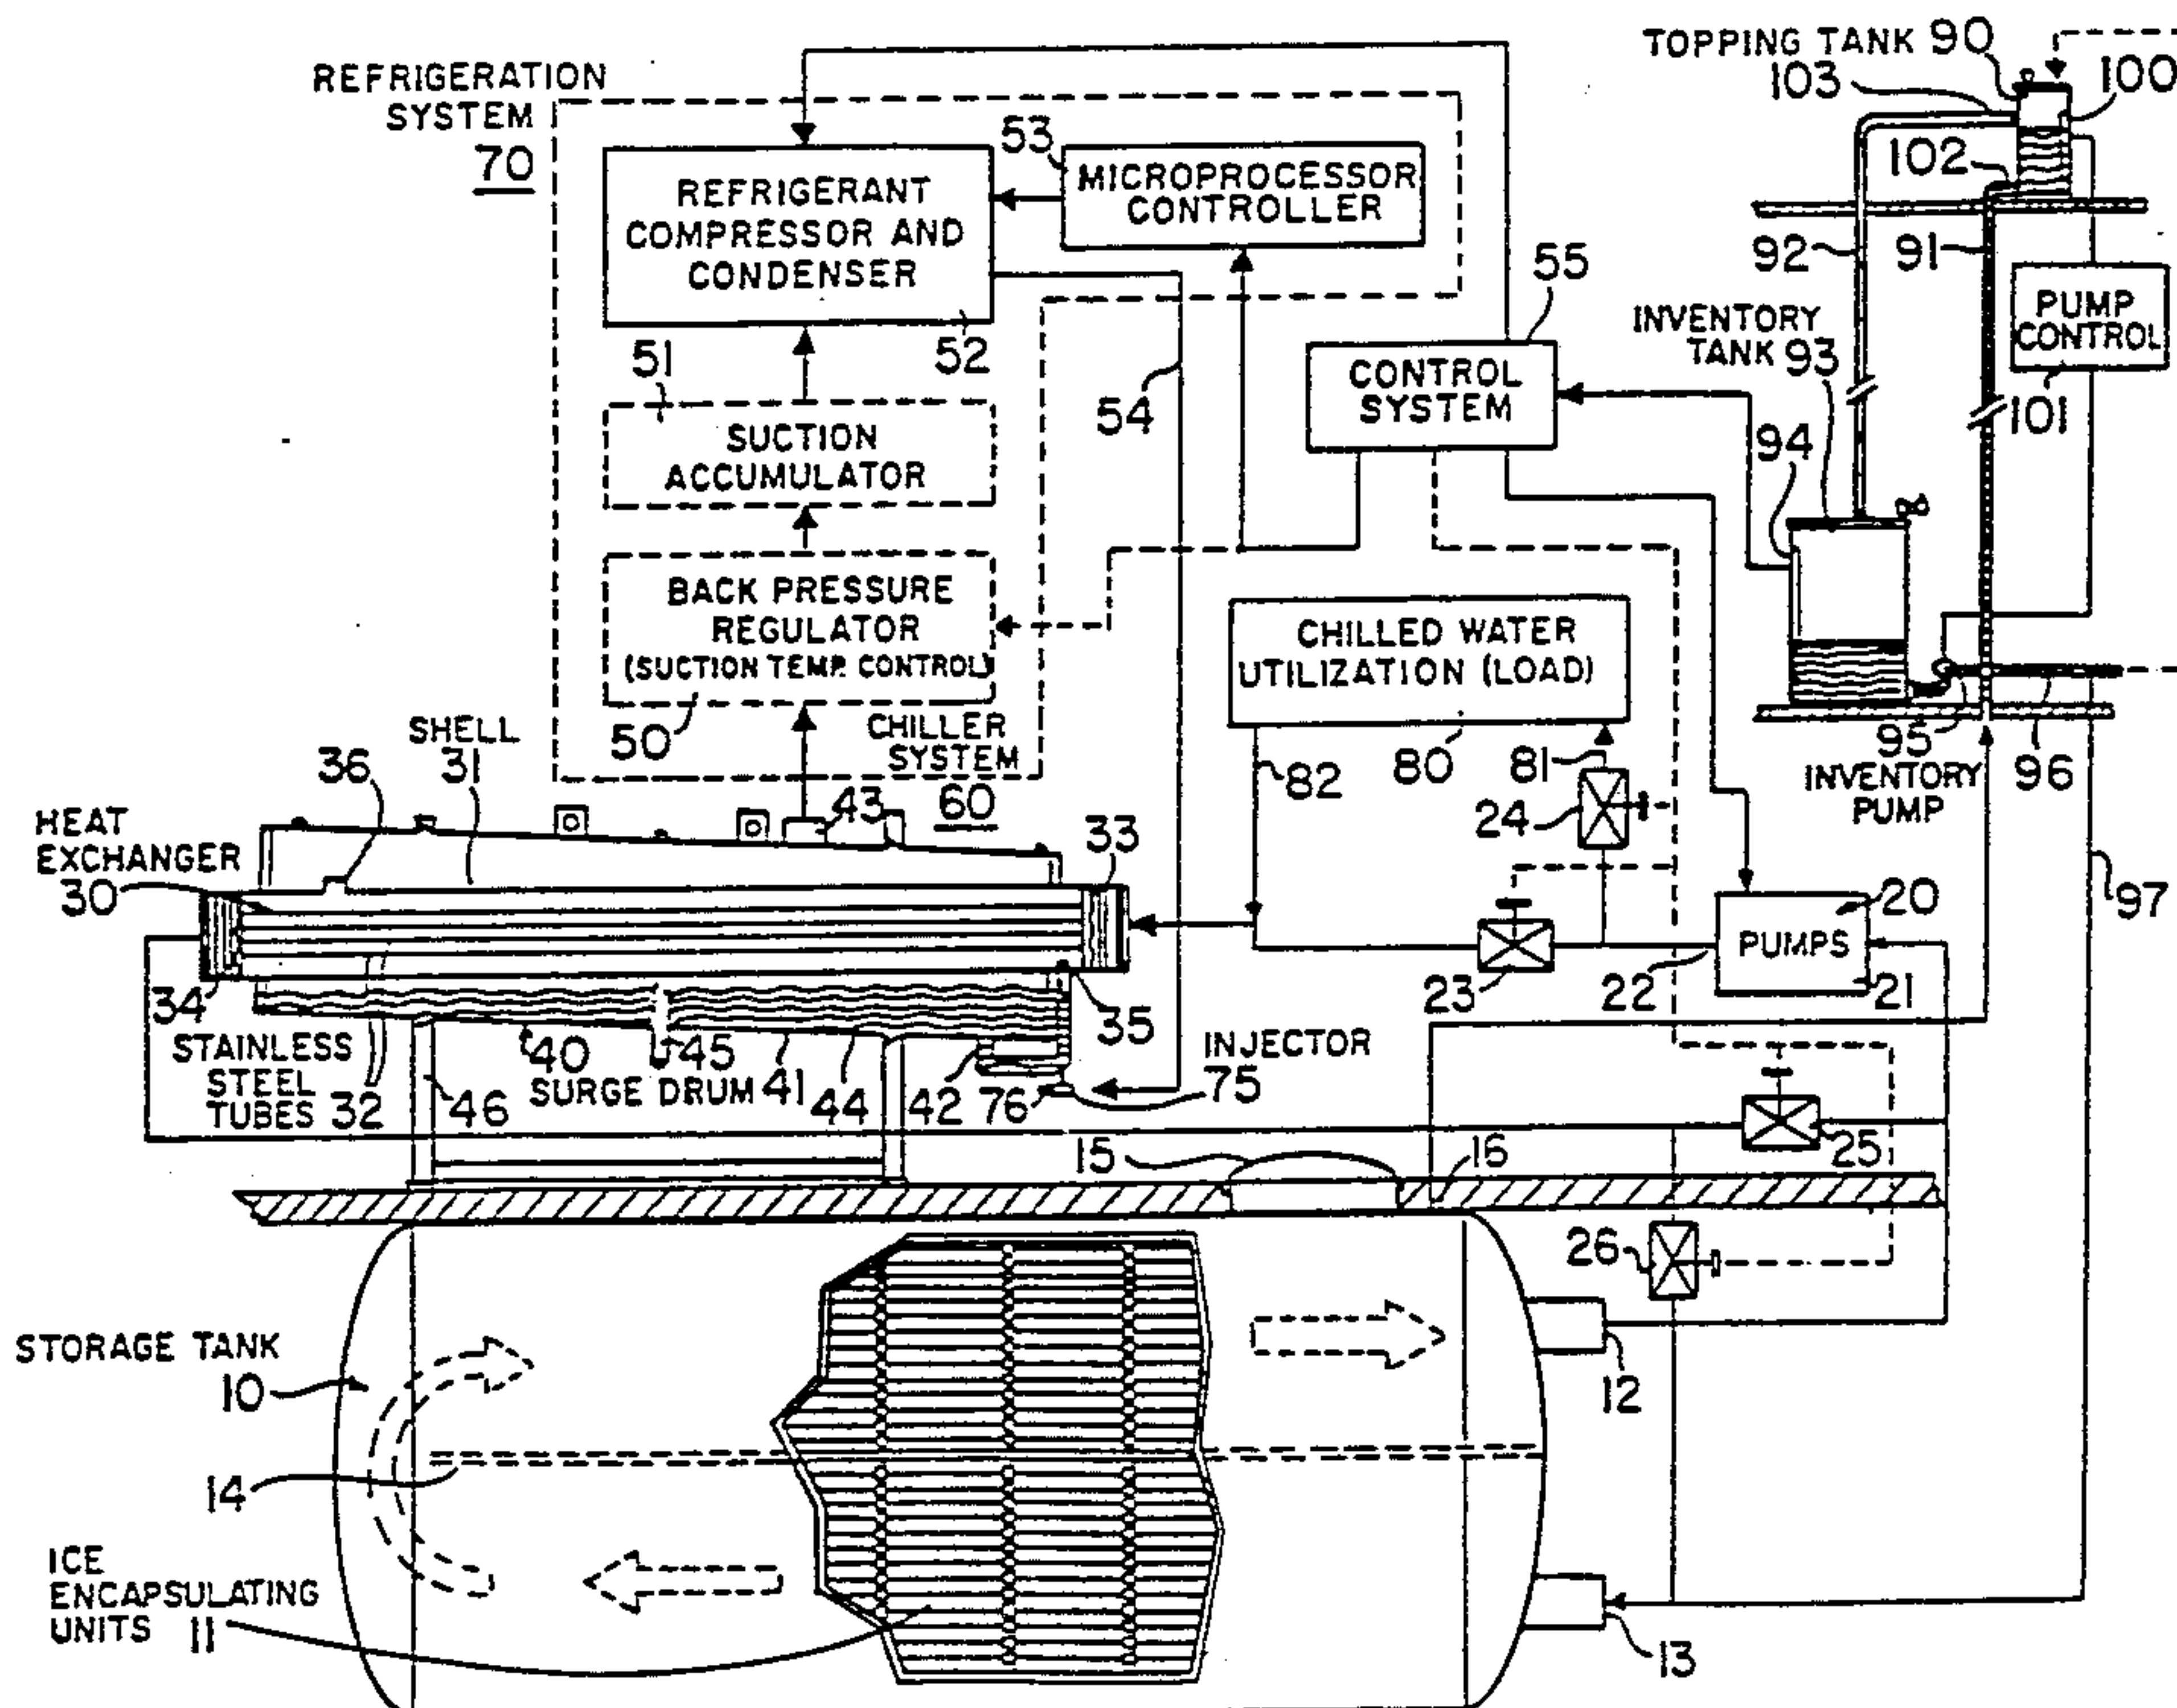 TOPPING TANK 90
103
100
REFRIGERATION
SYSTEM
70
53
MICROPROCESSOR
CONTROLLER
REFRIGERANT
COMPRESSOR AND
CONDENSER
102
92
91
55
PUMP
CONTROL
INVENTORY
TANK 93
51
52
54
CONTROL
SYSTEM
101
94
SUCTION
ACCUMULATOR
BACK PRESSURE
REGULATOR
(SUCTION TEMP. CONTROL)
CHILLED WATER
UTILIZATION (LOAD)
50
CHILLER
SYSTEM
60
SHELL
31
36
43
82
80
81
95
96
INVENTORY
PUMP
24
HEAT
EXCHANGER
30
33
20
97
PUMPS
34
23
22
21
35
STAINLESS
STEEL
TUBES 32
40
45
46
SURGE DRUM 41
44
42
76
INJECTOR
75
15
16
25
26
STORAGE TANK
10
12
14
ICE
ENCAPSULATING
UNITS 11
13